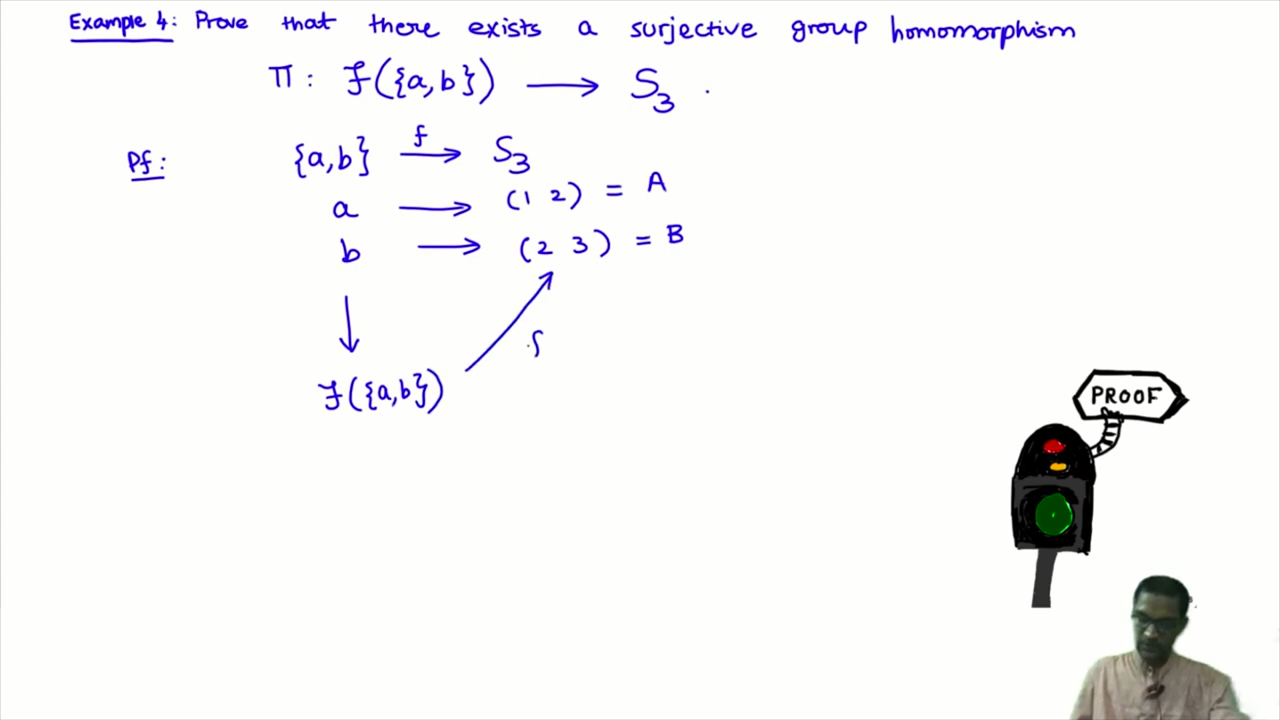 Example 4: Prove that there exists a surjective group homomorphism
π: F({a,b}) ⟶ S₃ .
Pf: {a,b} ⟶ S₃
f
a ⟶ (1 2) = A
b ⟶ (2 3) = B
F({a,b})
PROOF